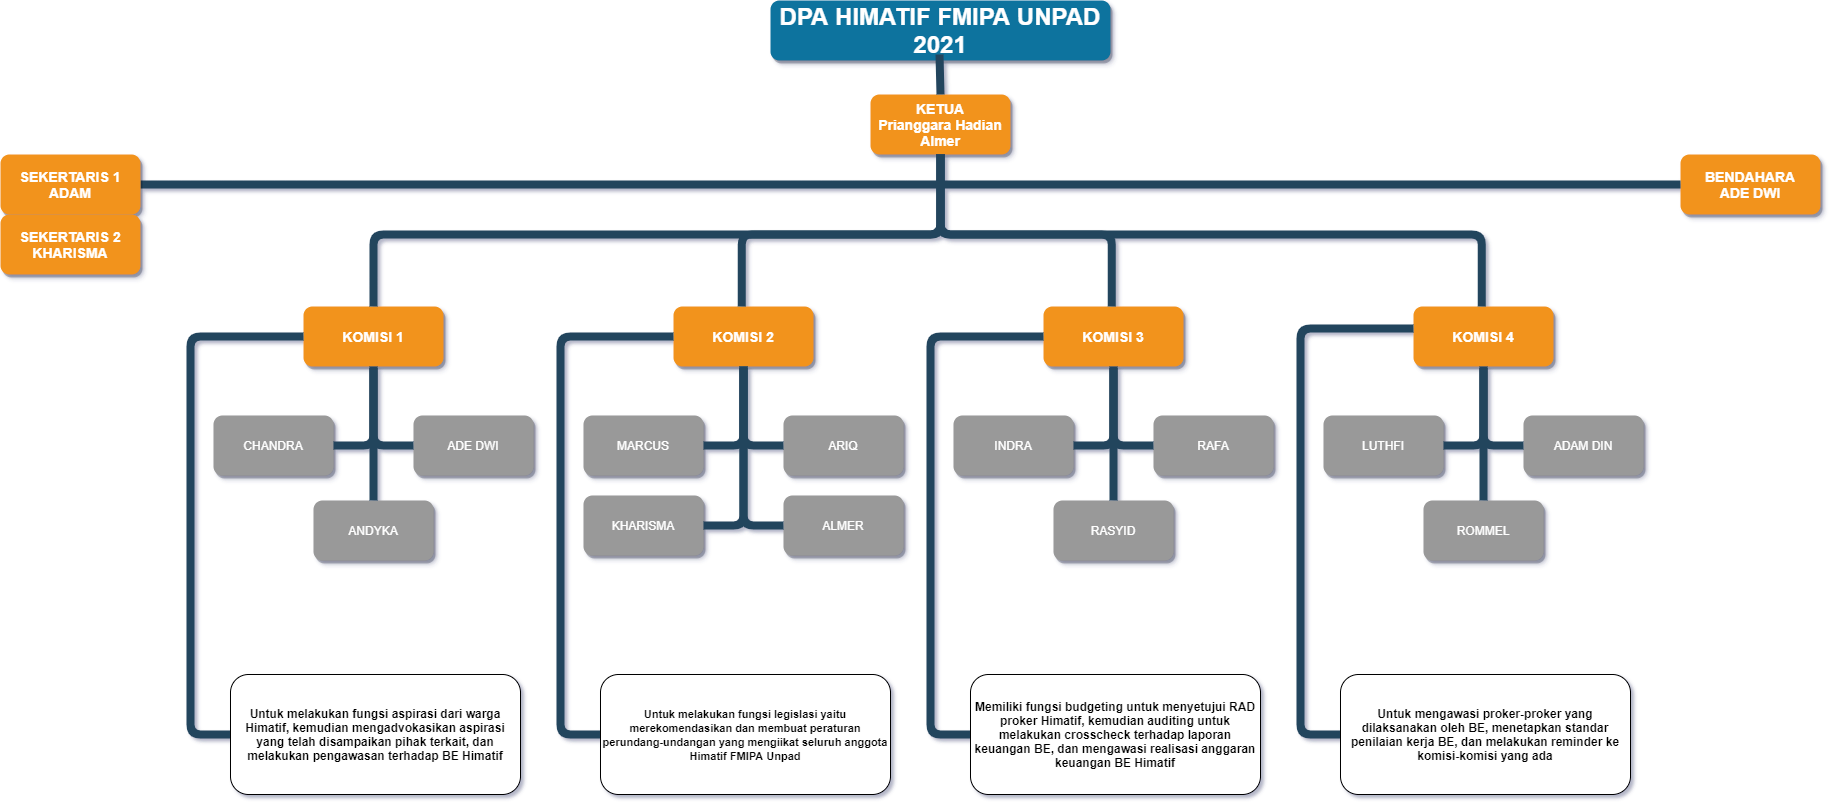 DPA HIMATIF FMIPA UNPAD
2021
KETUA
Prianggara Hadian
Almer
SEKERTARIS 1
ADAM
BENDAHARA
ADE DWI
SEKERTARIS 2
KHARISMA
KOMISI 1
KOMISI 2
KOMISI 3
KOMISI 4
CHANDRA
ADE DWI
MARCUS
ARIQ
INDRA
RAFA
LUTHFI
ADAM DIN
ANDYKA
KHARISMA
ALMER
RASYID
ROMMEL
Untuk melakukan fungsi aspirasi dari warga
Himatif, kemudian mengadvokasikan aspirasi
yang telah disampaikan pihak terkait, dan
melakukan pengawasan terhadap BE Himatif
Untuk melakukan fungsi legislasi yaitu
merekomendasikan dan membuat peraturan
perundang-undangan yang mengiikat seluruh anggota
Himatif FMIPA Unpad
Memiliki fungsi budgeting untuk menyetujui RAD
proker Himatif, kemudian auditing untuk
melakukan crosscheck terhadap laporan
keuangan BE, dan mengawasi realisasi anggaran
keuangan BE Himatif
Untuk mengawasi proker-proker yang
dilaksanakan oleh BE, menetapkan standar
penilaian kerja BE, dan melakukan reminder ke
komisi-komisi yang ada